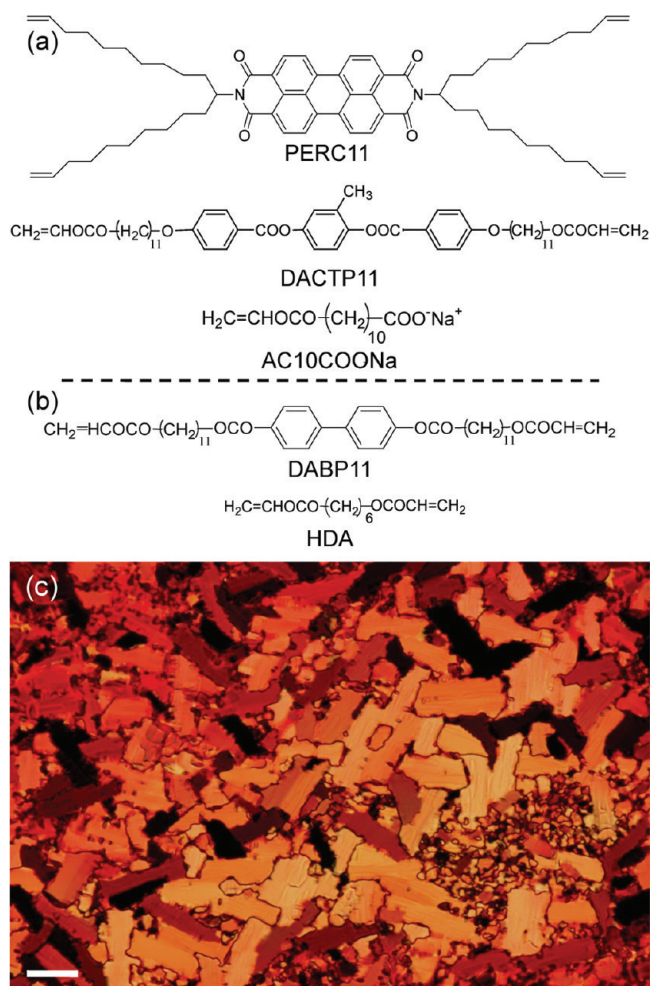 (a)
O O
N N
O O
PERC11
CH₃
CH₂=CHOCO-(H₂C)₁₁-O- -COO- -OOC- -O-(CH₂)₁₁-OCOCH=CH₂
DACTP11
H₂C=CHOCO-(CH₂)₁₀-COO⁻Na⁺
AC10COONa
(b)
CH₂=HCOCO-(CH₂)₁₁-OCO- -OCO-(CH₂)₁₁-OCOCH=CH₂
DABP11
H₂C=CHOCO-(CH₂)₆-OCOCH=CH₂
HDA
(c)